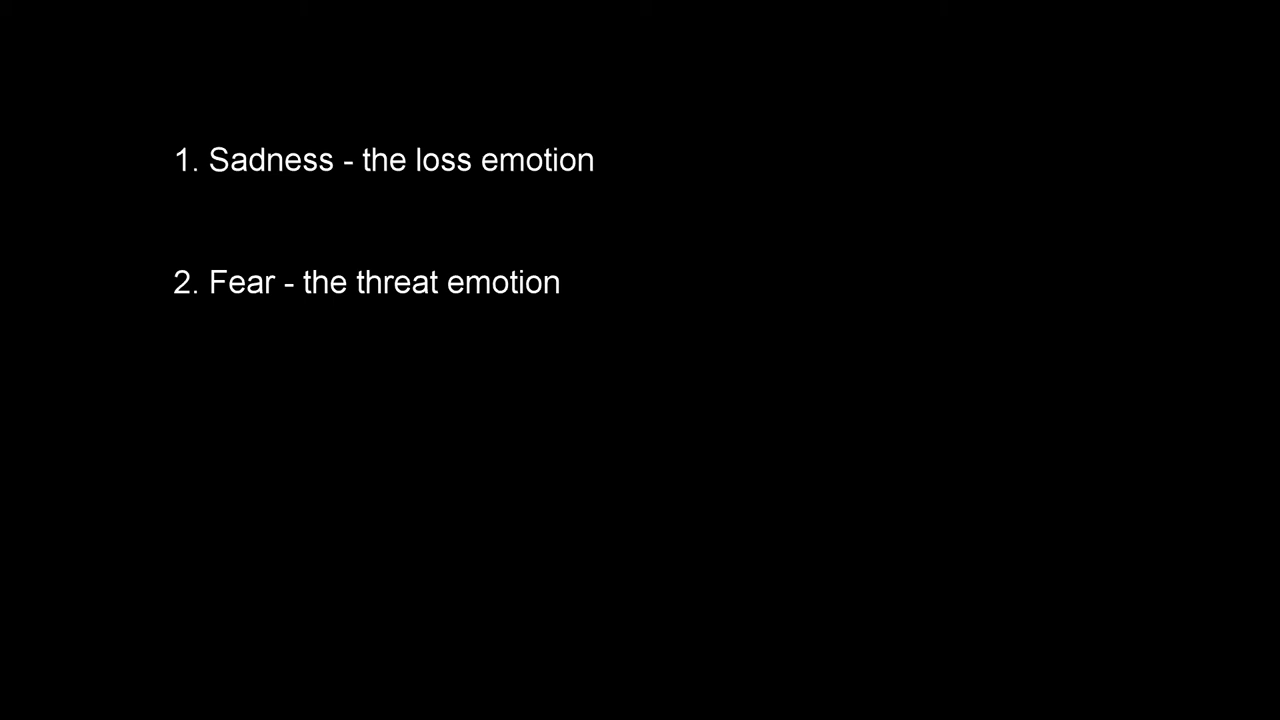 1. Sadness - the loss emotion
2. Fear - the threat emotion